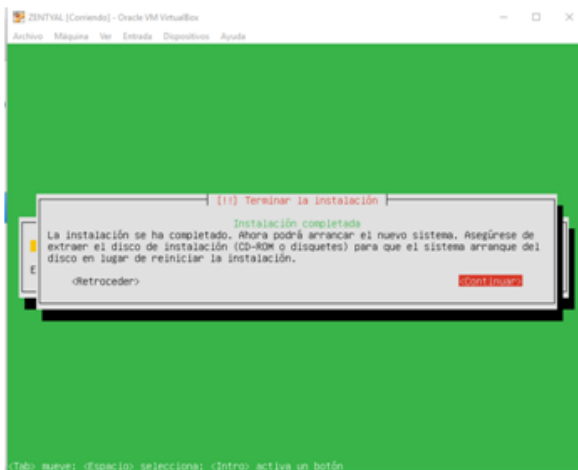 ZENTYAL [Corriendo] - Oracle VM VirtualBox
Archivo Máquina Ver Entrada Dispositivos Ayuda
[!!] Terminar la instalación
Instalación completada
La instalación se ha completado. Ahora podrá arrancar el nuevo sistema. Asegúrese de
extraer el disco de instalación (CD-ROM o disquetes) para que el sistema arranque del
disco en lugar de reiniciar la instalación.
E
<Retroceder> <Continuar>
<Tab> mueve; <Espacio> selecciona; <Intro> activa un botón